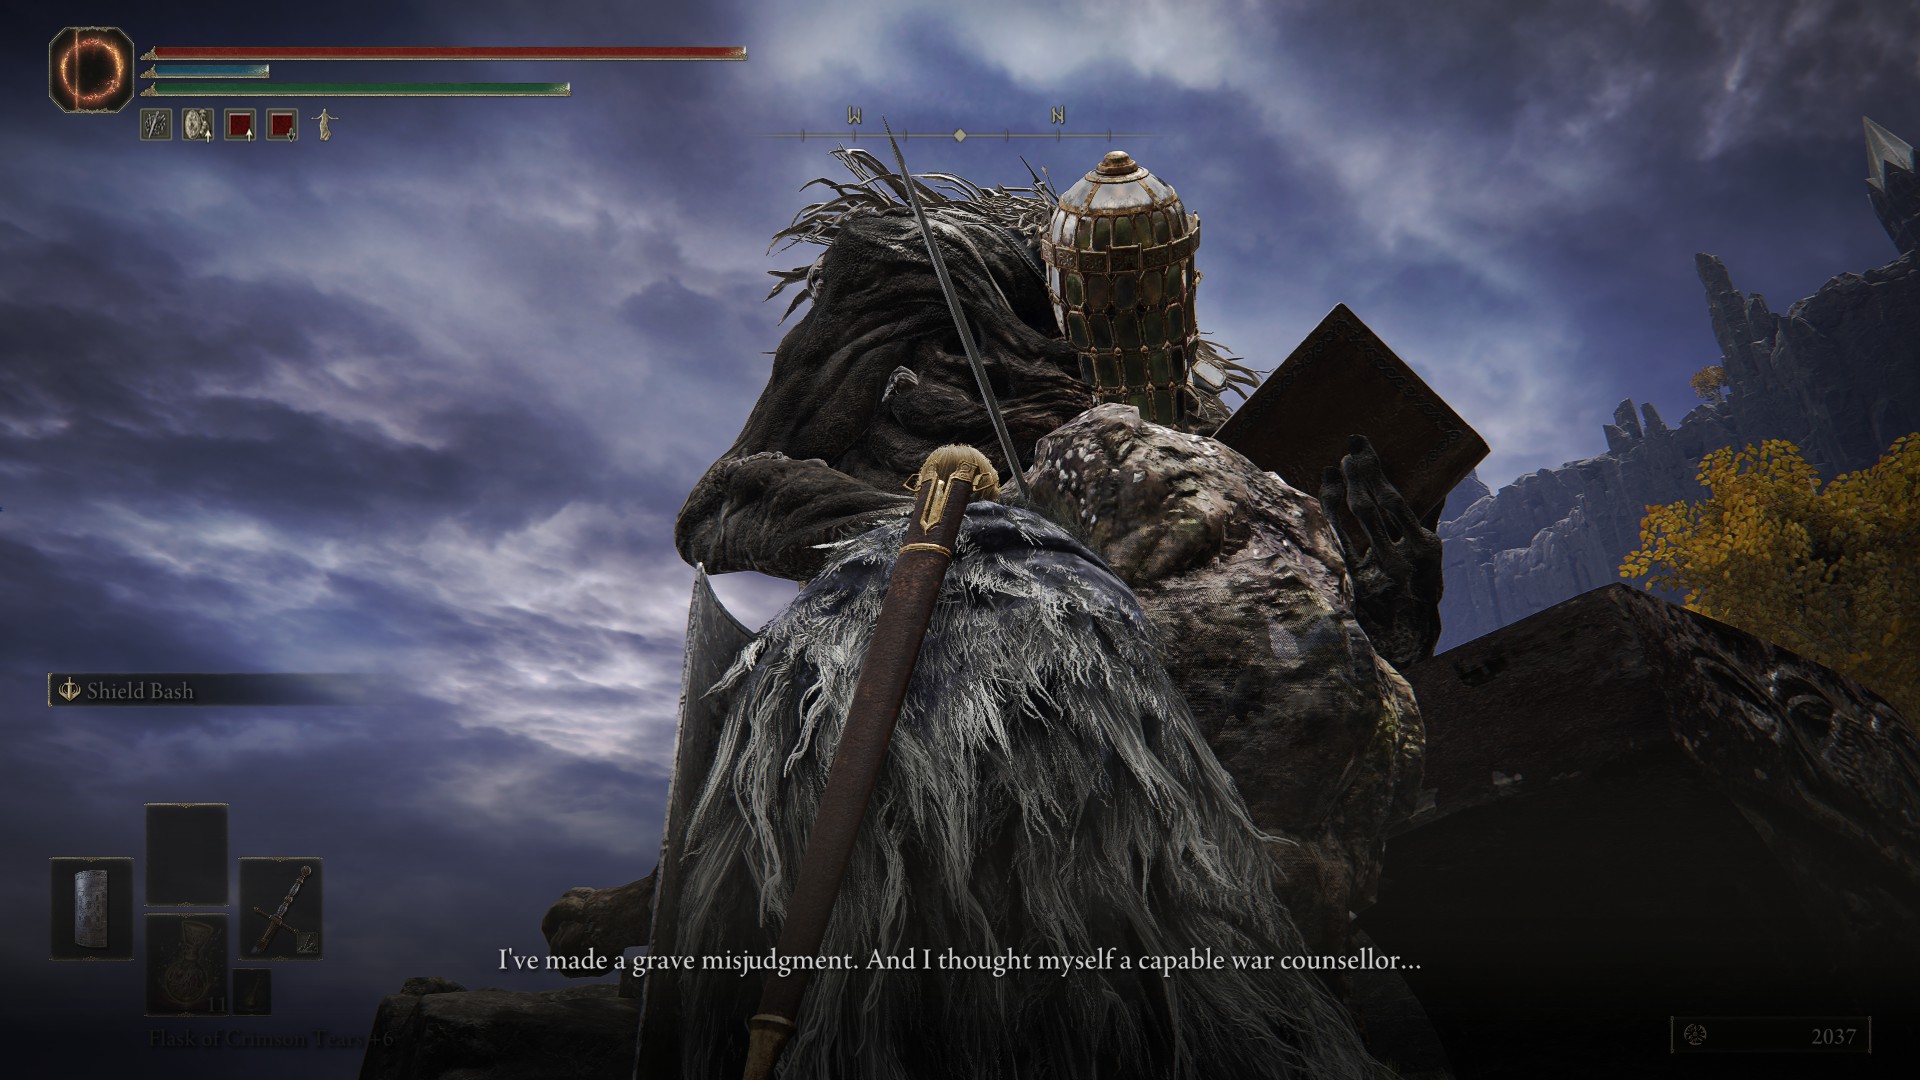 W
N
Shield Bash
I've made a grave misjudgment. And I thought myself a capable war counsellor...
11
Flask of Crimson Tears +6
2037